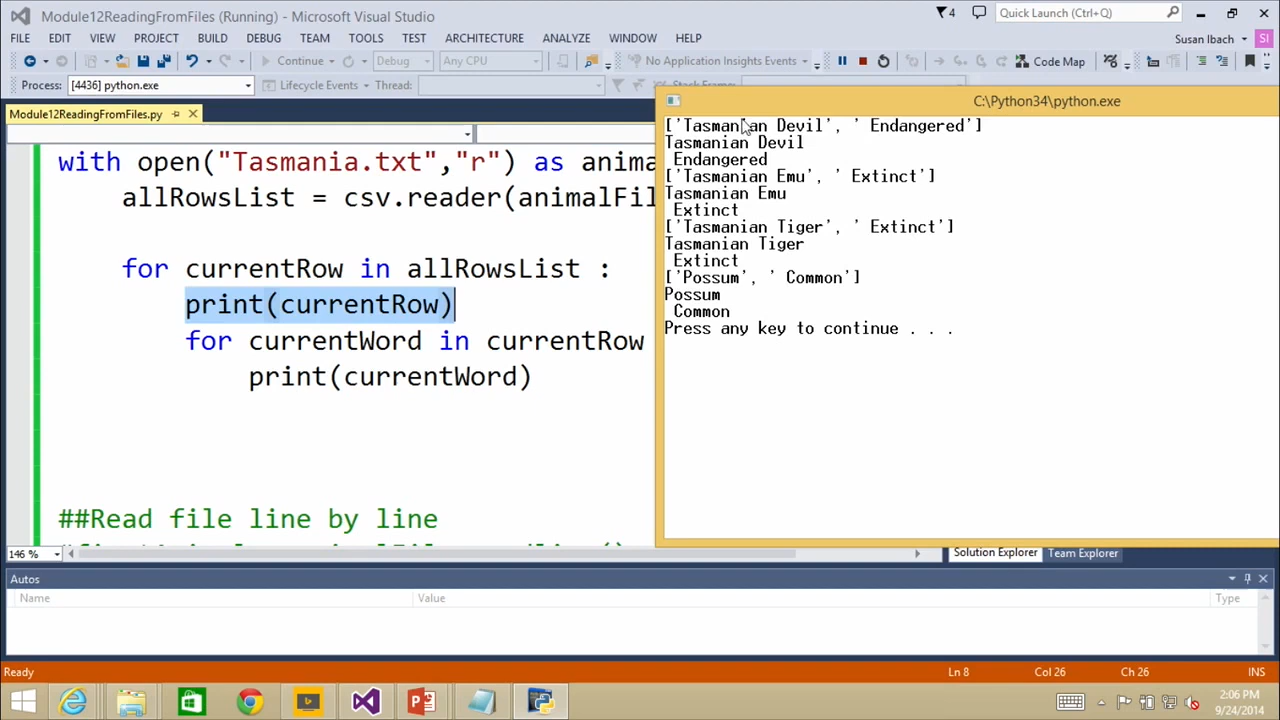 Module12ReadingFromFiles (Running) - Microsoft Visual Studio
4
Quick Launch (Ctrl+Q)
FILE EDIT VIEW PROJECT BUILD DEBUG TEAM TOOLS TEST ARCHITECTURE ANALYZE WINDOW HELP
Susan Ibach SI
Continue Debug Any CPU No Application Insights Events Code Map
Process: [4436] python.exe Lifecycle Events Thread: Stack Frame:
Module12ReadingFromFiles.py
with open("Tasmania.txt","r") as anima
allRowsList = csv.reader(animalFil
for currentRow in allRowsList :
print(currentRow)
for currentWord in currentRow
print(currentWord)
##Read file line by line
146 %
C:\Python34\python.exe
['Tasmanian Devil', ' Endangered']
Tasmanian Devil
Endangered
['Tasmanian Emu', ' Extinct']
Tasmanian Emu
Extinct
['Tasmanian Tiger', ' Extinct']
Tasmanian Tiger
Extinct
['Possum', ' Common']
Possum
Common
Press any key to continue . . .
Solution Explorer Team Explorer
Autos
Name Value Type
Ready Ln 8 Col 26 Ch 26 INS
2:06 PM
9/24/2014